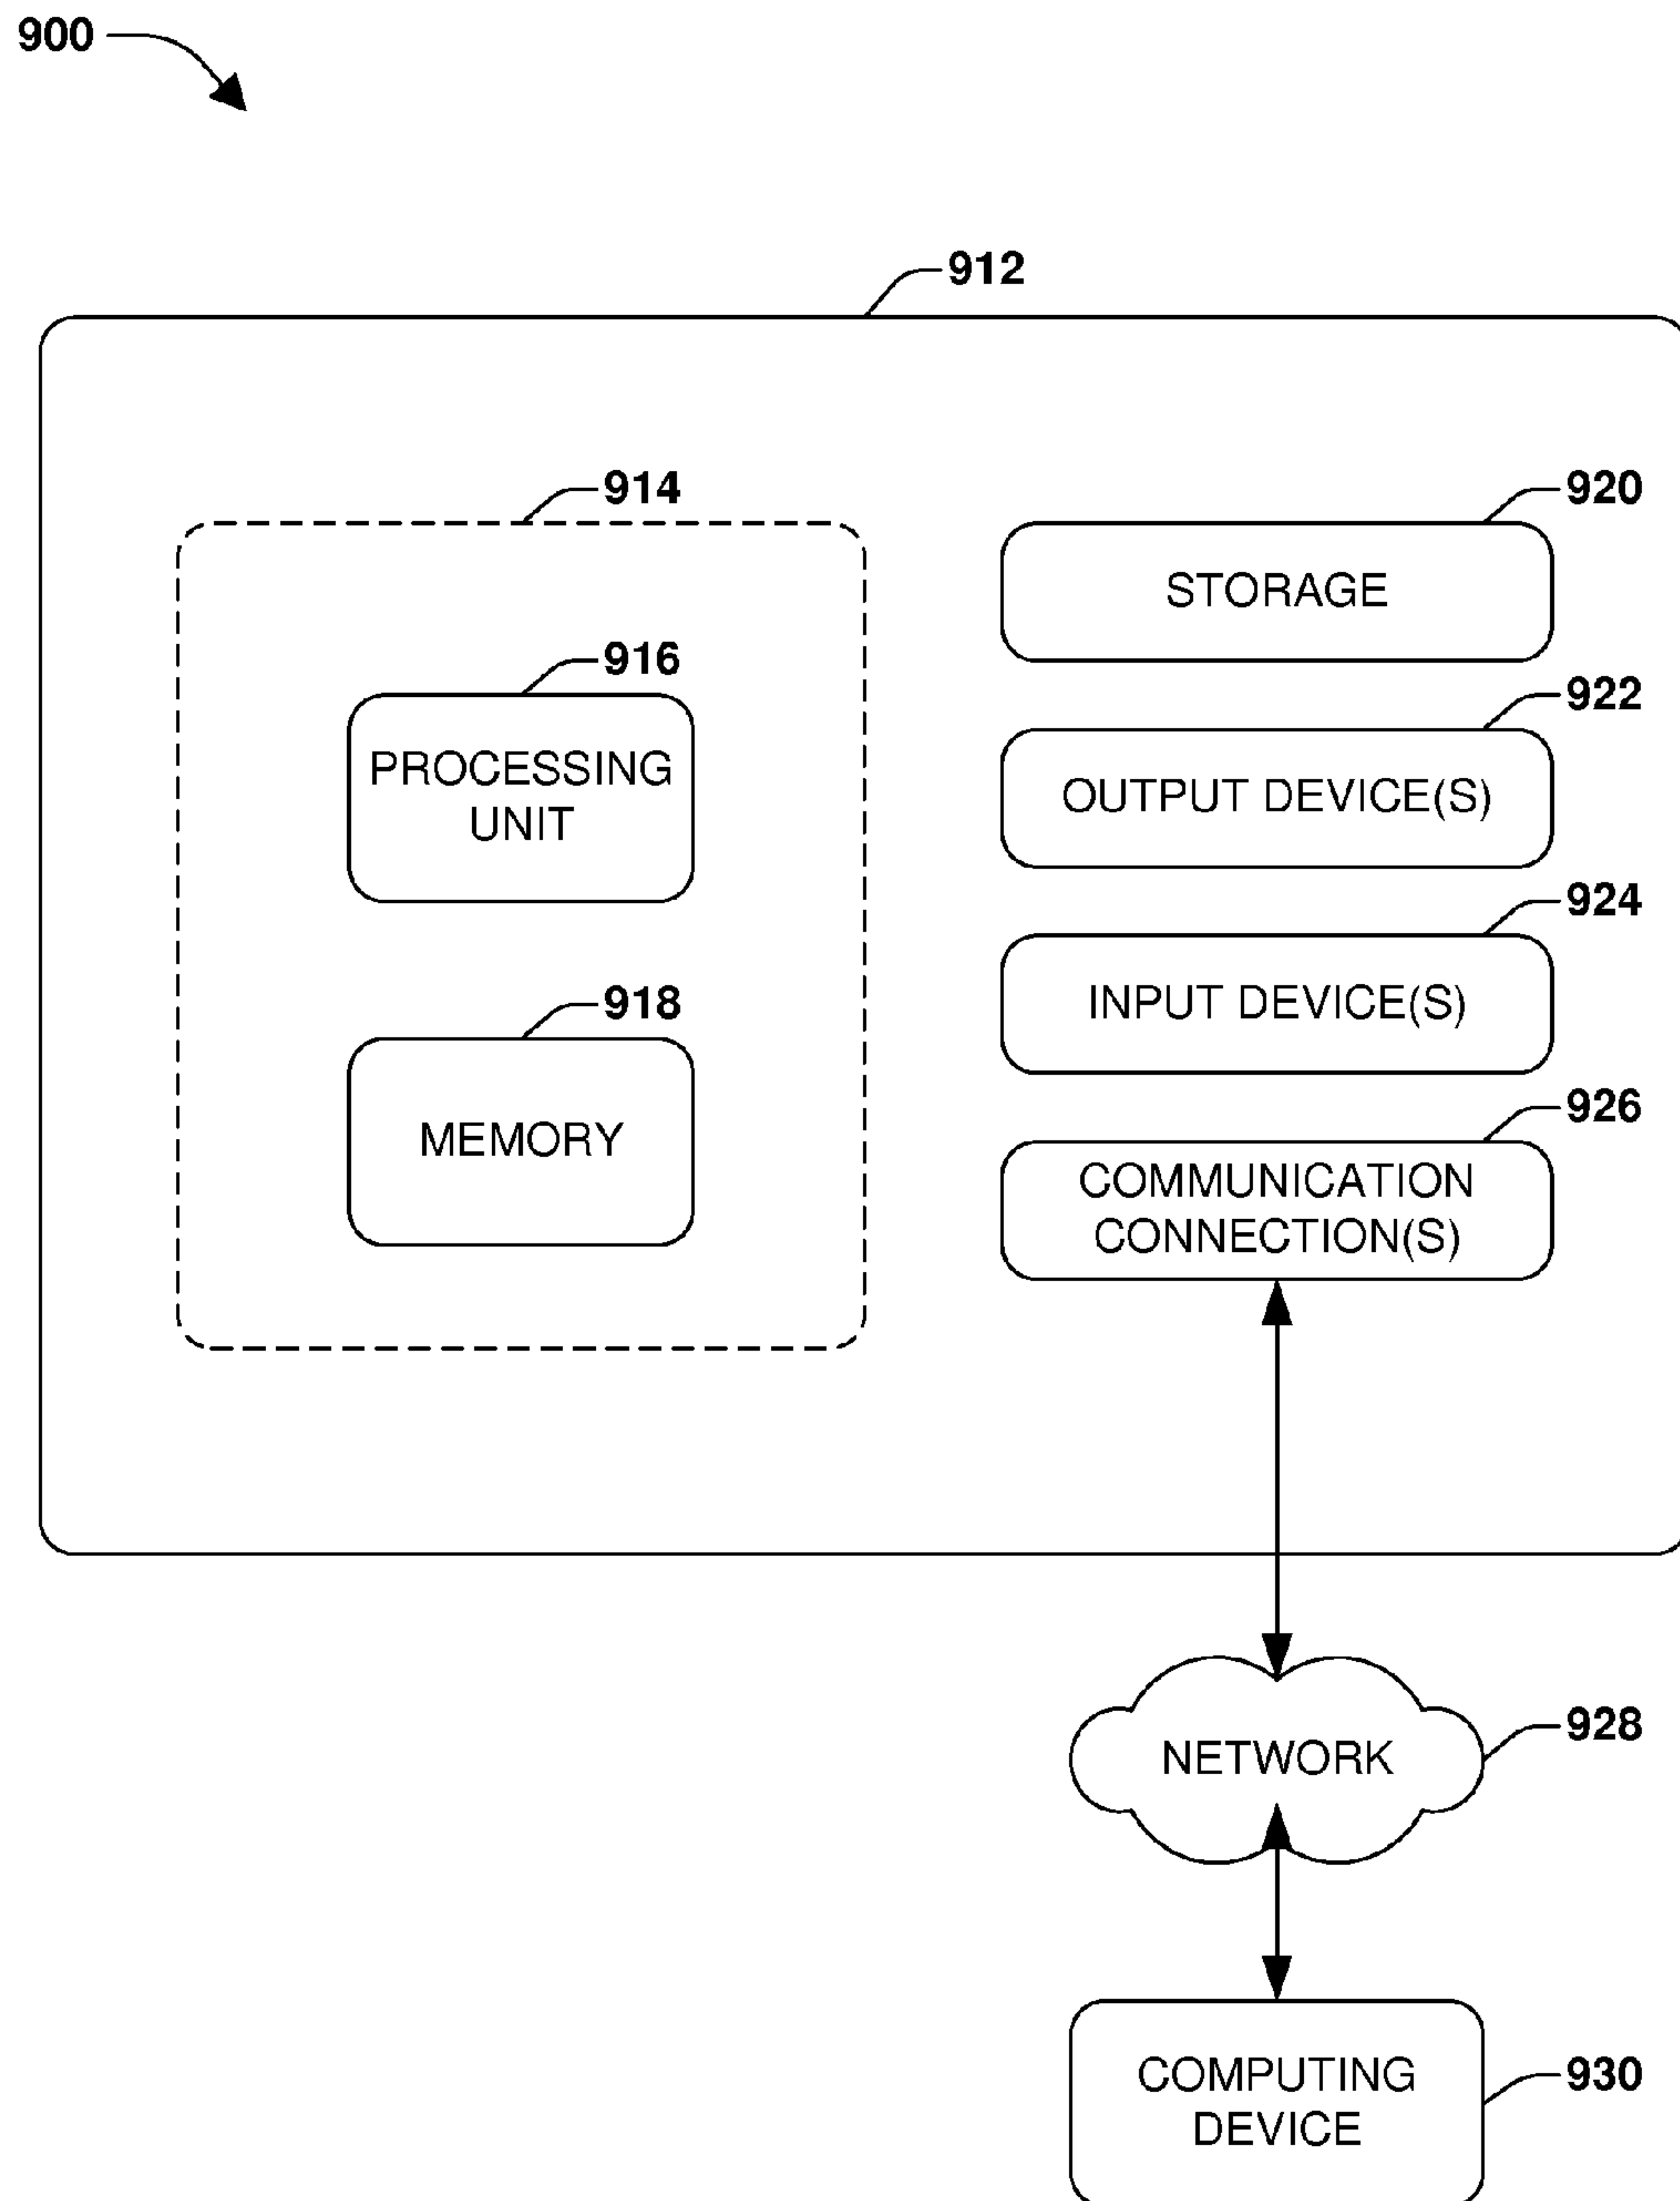 900
912
914
920
STORAGE
916
922
PROCESSING
UNIT
OUTPUT DEVICE(S)
924
918
INPUT DEVICE(S)
MEMORY
926
COMMUNICATION
CONNECTION(S)
928
NETWORK
930
COMPUTING
DEVICE